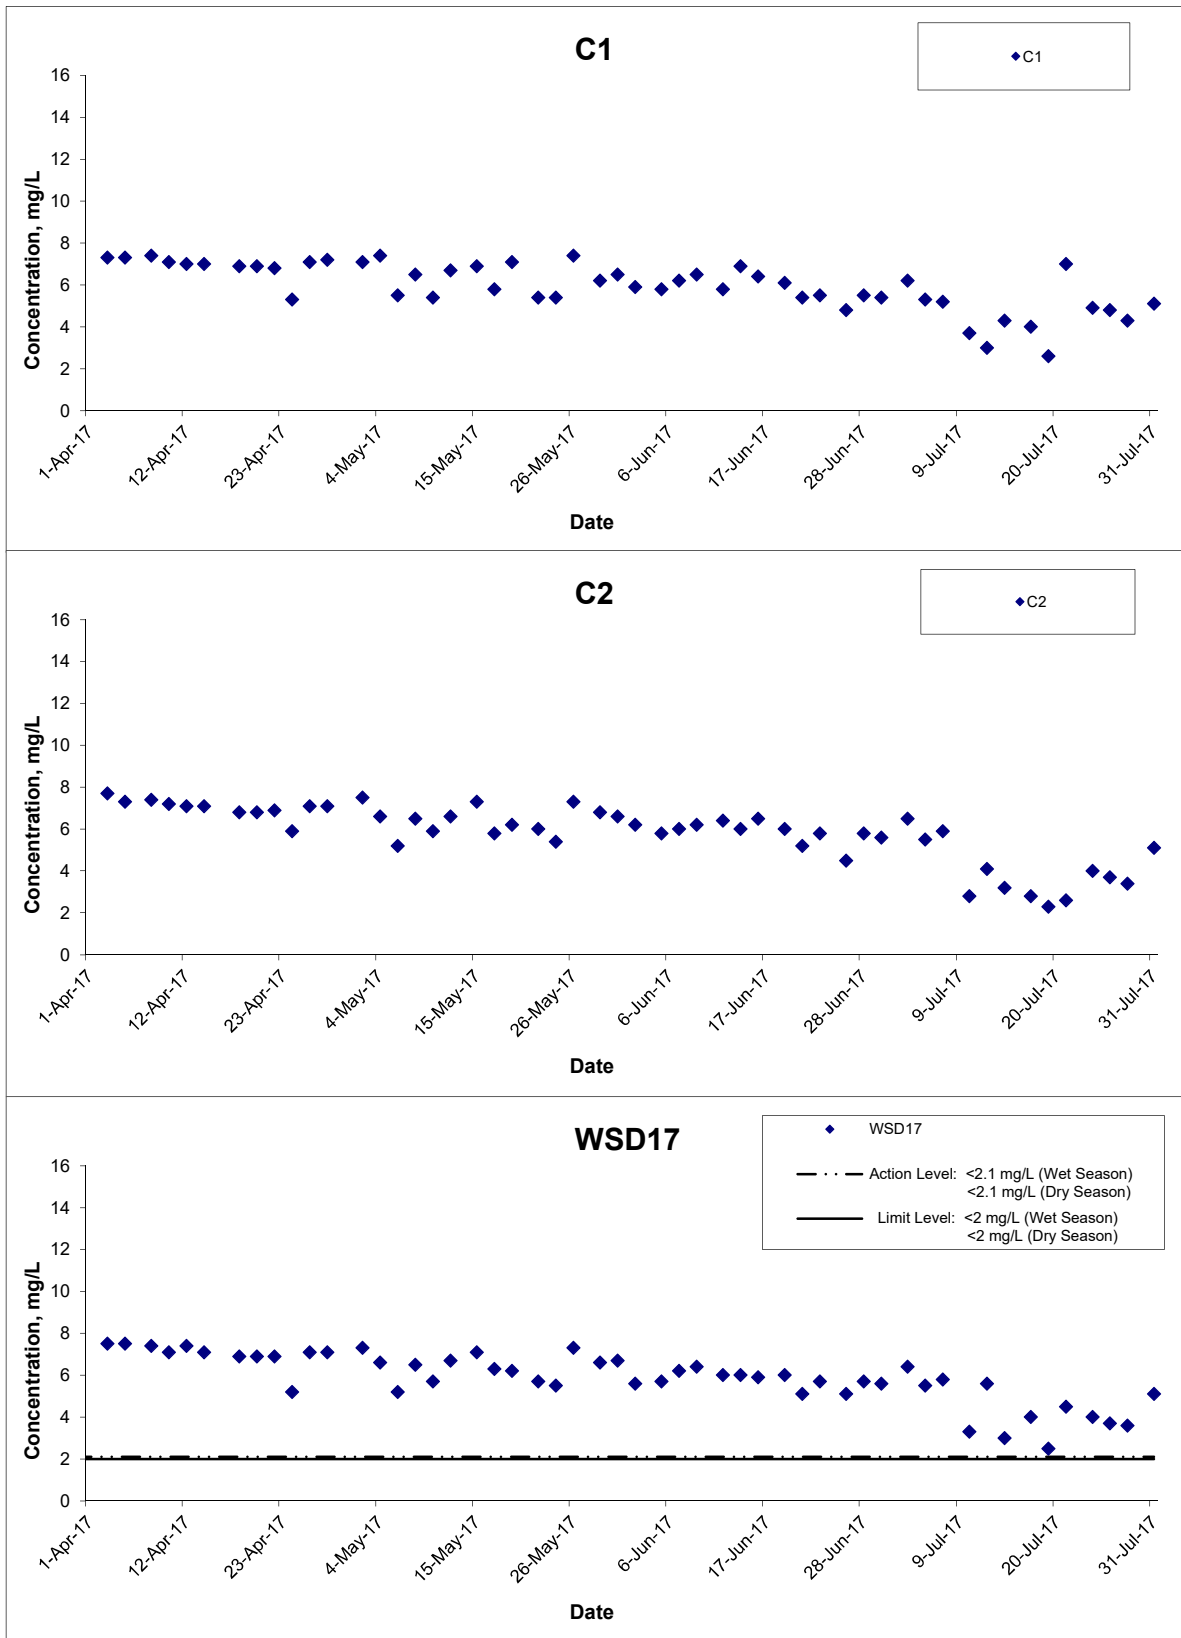 C1
C1
Concentration, mg/L
16
14
12
10
8
6
4
2
0
1-Apr-17
12-Apr-17
23-Apr-17
4-May-17
15-May-17
26-May-17
6-Jun-17
17-Jun-17
28-Jun-17
9-Jul-17
20-Jul-17
31-Jul-17
Date
C2
C2
Concentration, mg/L
16
14
12
10
8
6
4
2
0
1-Apr-17
12-Apr-17
23-Apr-17
4-May-17
15-May-17
26-May-17
6-Jun-17
17-Jun-17
28-Jun-17
9-Jul-17
20-Jul-17
31-Jul-17
Date
WSD17
WSD17
Action Level: <2.1 mg/L (Wet Season)
<2.1 mg/L (Dry Season)
Limit Level: <2 mg/L (Wet Season)
<2 mg/L (Dry Season)
Concentration, mg/L
16
14
12
10
8
6
4
2
0
1-Apr-17
12-Apr-17
23-Apr-17
4-May-17
15-May-17
26-May-17
6-Jun-17
17-Jun-17
28-Jun-17
9-Jul-17
20-Jul-17
31-Jul-17
Date